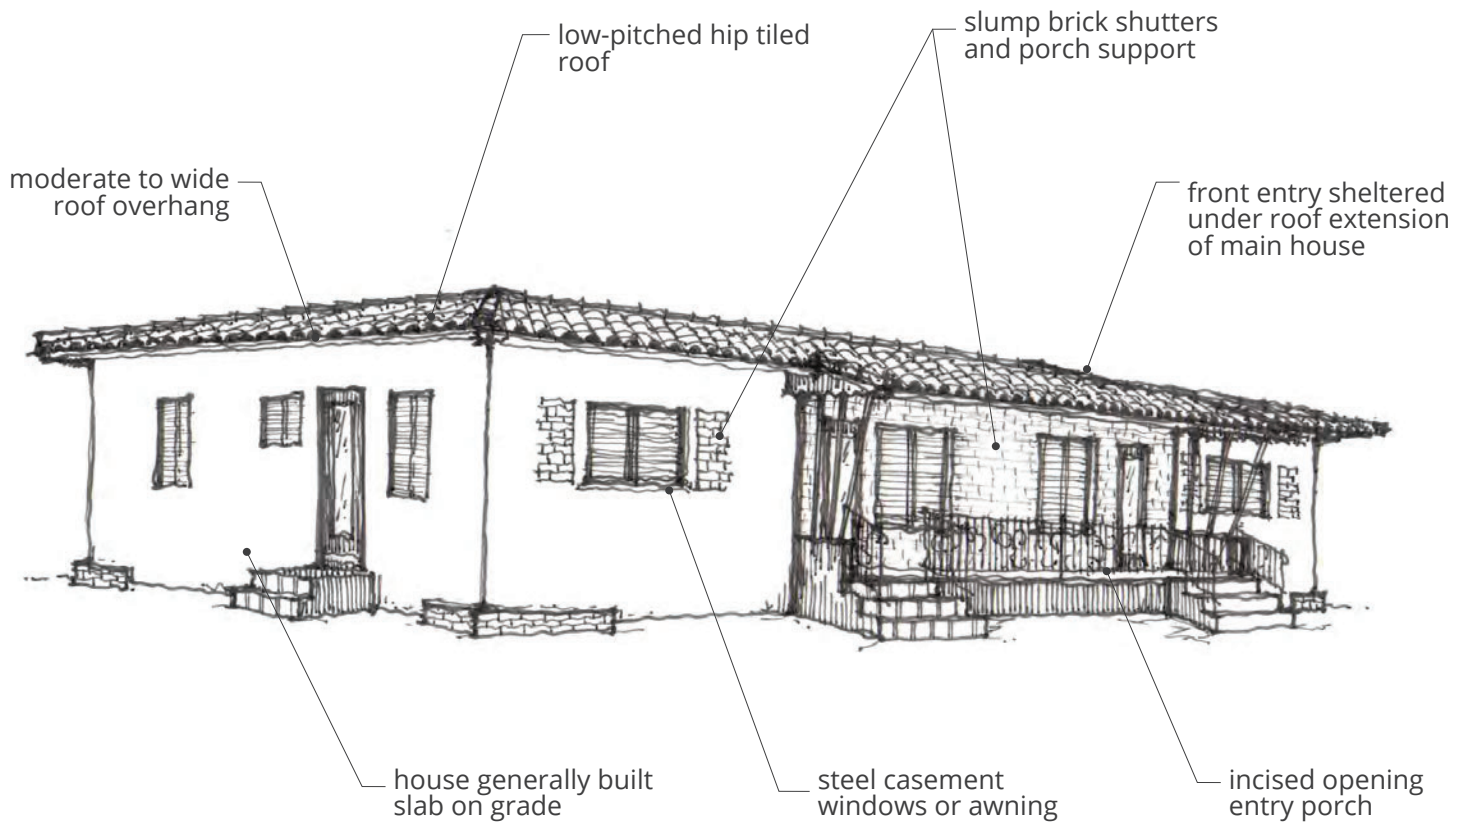 low-pitched hip tiled
roof
slump brick shutters
and porch support
moderate to wide
roof overhang
front entry sheltered
under roof extension
of main house
house generally built
slab on grade
steel casement
windows or awning
incised opening
entry porch